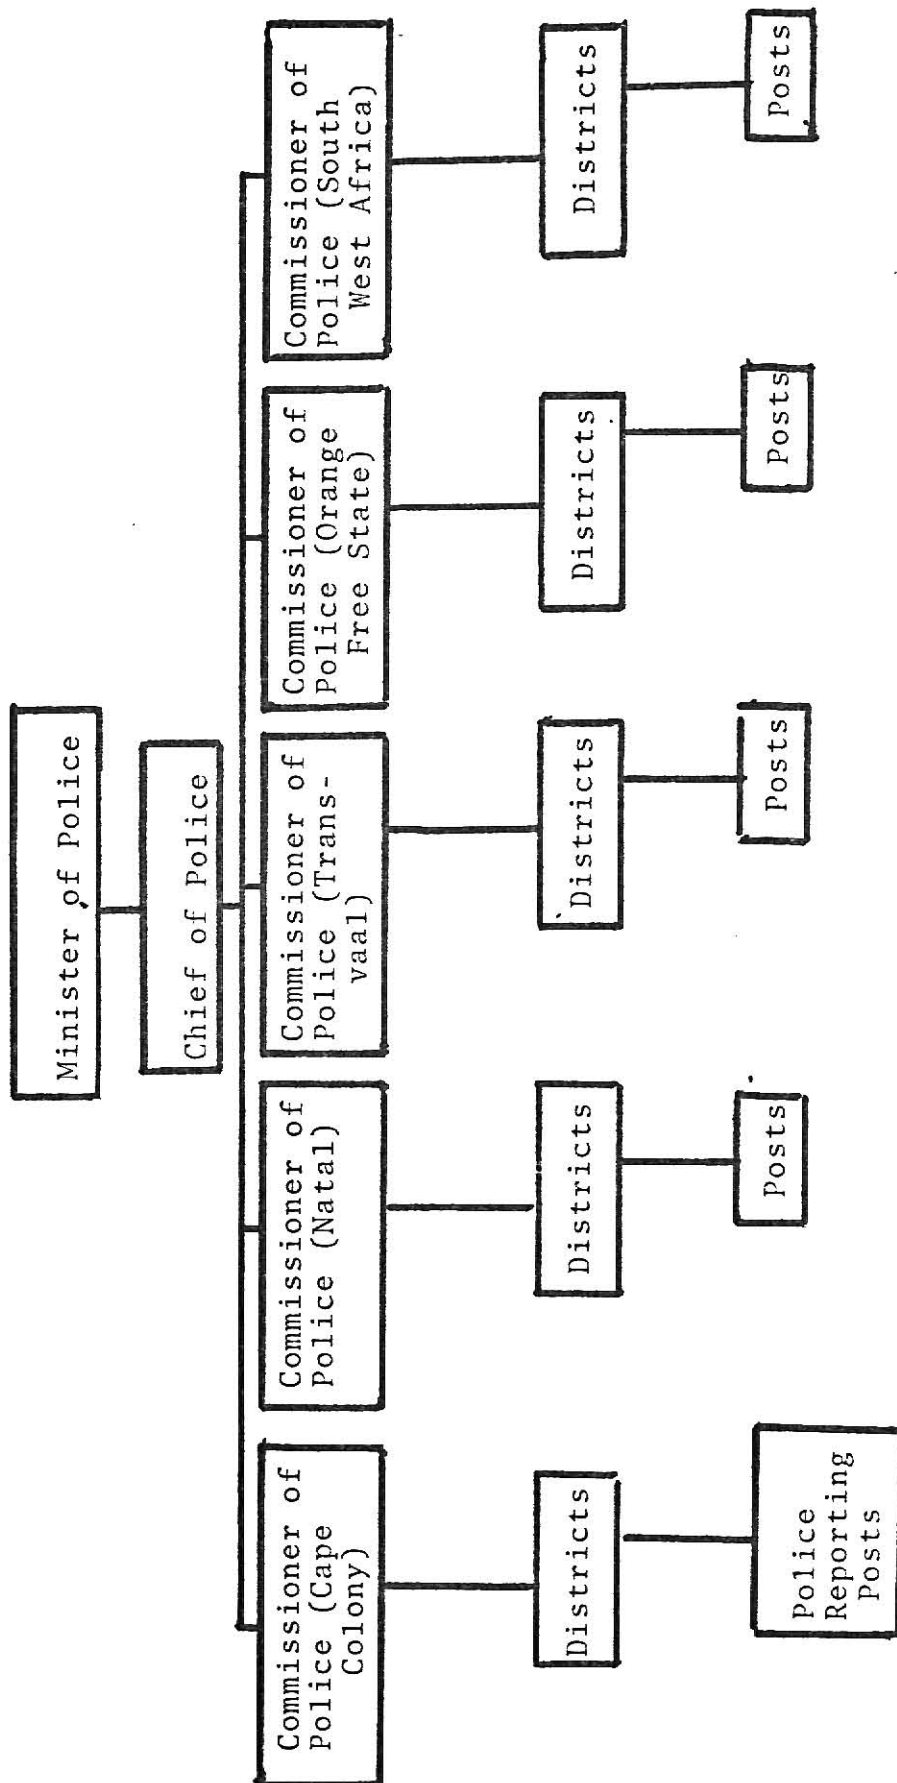 Minister of Police
Chief of Police
Commissioner of
Police (Cape
Colony)
Commissioner of
Police (Natal)
Commissioner of
Police (Trans-
vaal)
Commissioner of
Police (Orange
Free State)
Commissioner of
Police (South
West Africa)
Districts
Districts
Districts
Districts
Districts
Police
Reporting
Posts
Posts
Posts
Posts
Posts